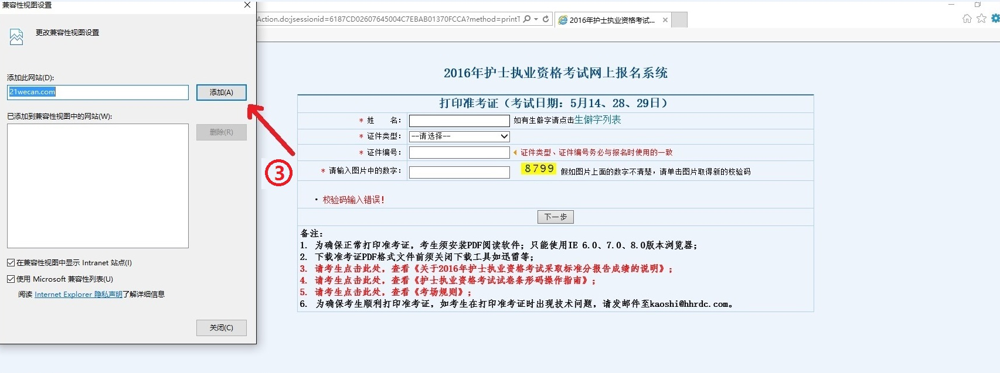 兼容性视图设置
更改兼容性视图设置
添加此网站(D):
21wecan.com
添加(A)
已添加到兼容性视图中的网站(W):
删除(R)
在兼容性视图中显示 Intranet 站点(I)
使用 Microsoft 兼容性列表(U)
阅读 Internet Explorer 隐私声明了解详细信息
关闭(C)
③
Action.do;jsessionid=6187CD02607645004C7EBAB01370FCCA?method=printT
2016年护士执业资格考试...
2016年护士执业资格考试网上报名系统
打印准考证（考试日期：5月14、28、29日）
* 姓 名： 如有生僻字请点击生僻字列表
* 证件类型： --请选择--
* 证件编号： 证件类型、证件编号务必与报名时使用的一致
* 请输入图片中的数字： 8799 假如图片上面的数字不清楚，请单击图片取得新的校验码
• 校验码输入错误！
下一步
备注：
1. 为确保正常打印准考证，考生须安装PDF阅读软件；只能使用IE 6.0、7.0、8.0版本浏览器；
2. 下载准考证PDF格式文件前须关闭下载工具如迅雷等；
3. 请考生点击此处，查看《关于2016年护士执业资格考试采取标准分报告成绩的说明》；
4. 请考生点击此处，查看《护士执业资格考试试卷条形码操作指南》；
5. 请考生点击此处，查看《考场规则》；
6. 为确保考生顺利打印准考证，如考生在打印准考证时出现技术问题，请发邮件至kaoshi@hhrdc.com。